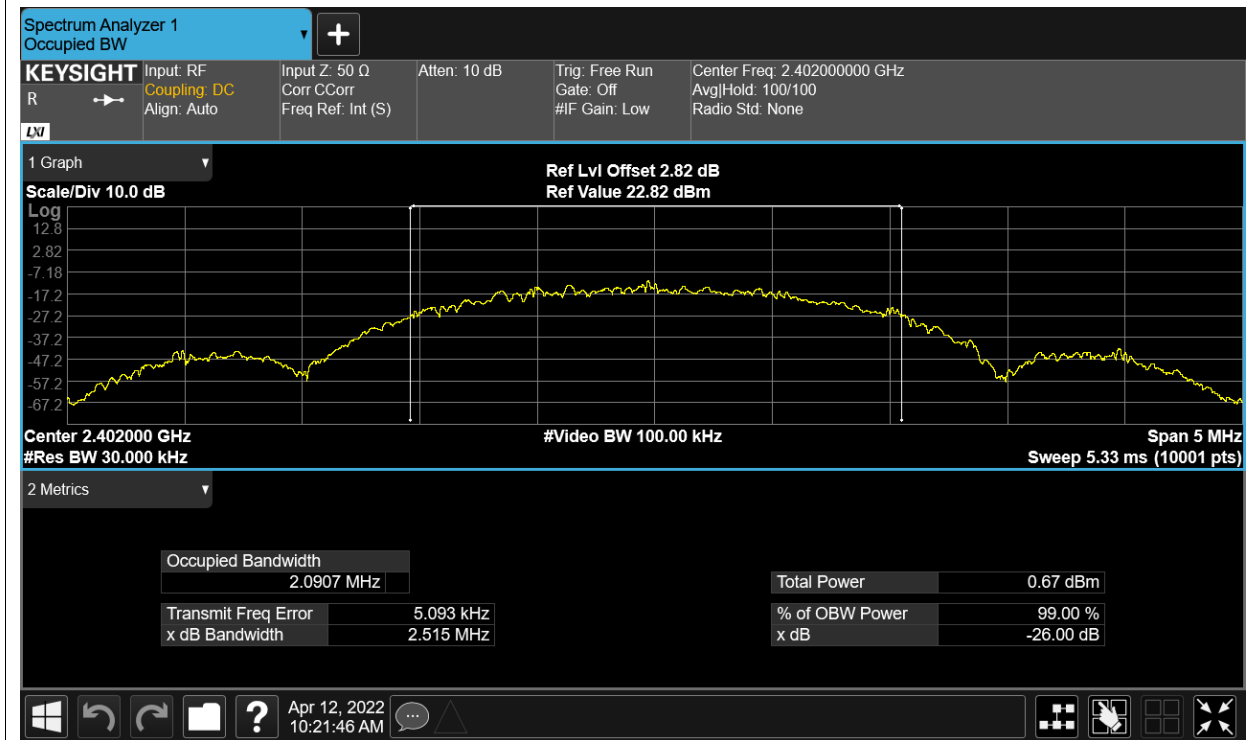 Spectrum Analyzer 1
Occupied BW
KEYSIGHT
R
LXI
Input: RF
Coupling: DC
Align: Auto
Input Z: 50 Ω
Corr CCorr
Freq Ref: Int (S)
Atten: 10 dB
Trig: Free Run
Gate: Off
#IF Gain: Low
Center Freq: 2.402000000 GHz
Avg|Hold: 100/100
Radio Std: None
1 Graph
Scale/Div 10.0 dB
Ref Lvl Offset 2.82 dB
Ref Value 22.82 dBm
Log
12.8
2.82
-7.18
-17.2
-27.2
-37.2
-47.2
-57.2
-67.2
Center 2.402000 GHz
#Res BW 30.000 kHz
#Video BW 100.00 kHz
Span 5 MHz
Sweep 5.33 ms (10001 pts)
2 Metrics
Occupied Bandwidth
2.0907 MHz
Transmit Freq Error 5.093 kHz
x dB Bandwidth 2.515 MHz
Total Power 0.67 dBm
% of OBW Power 99.00 %
x dB -26.00 dB
?
Apr 12, 2022
10:21:46 AM